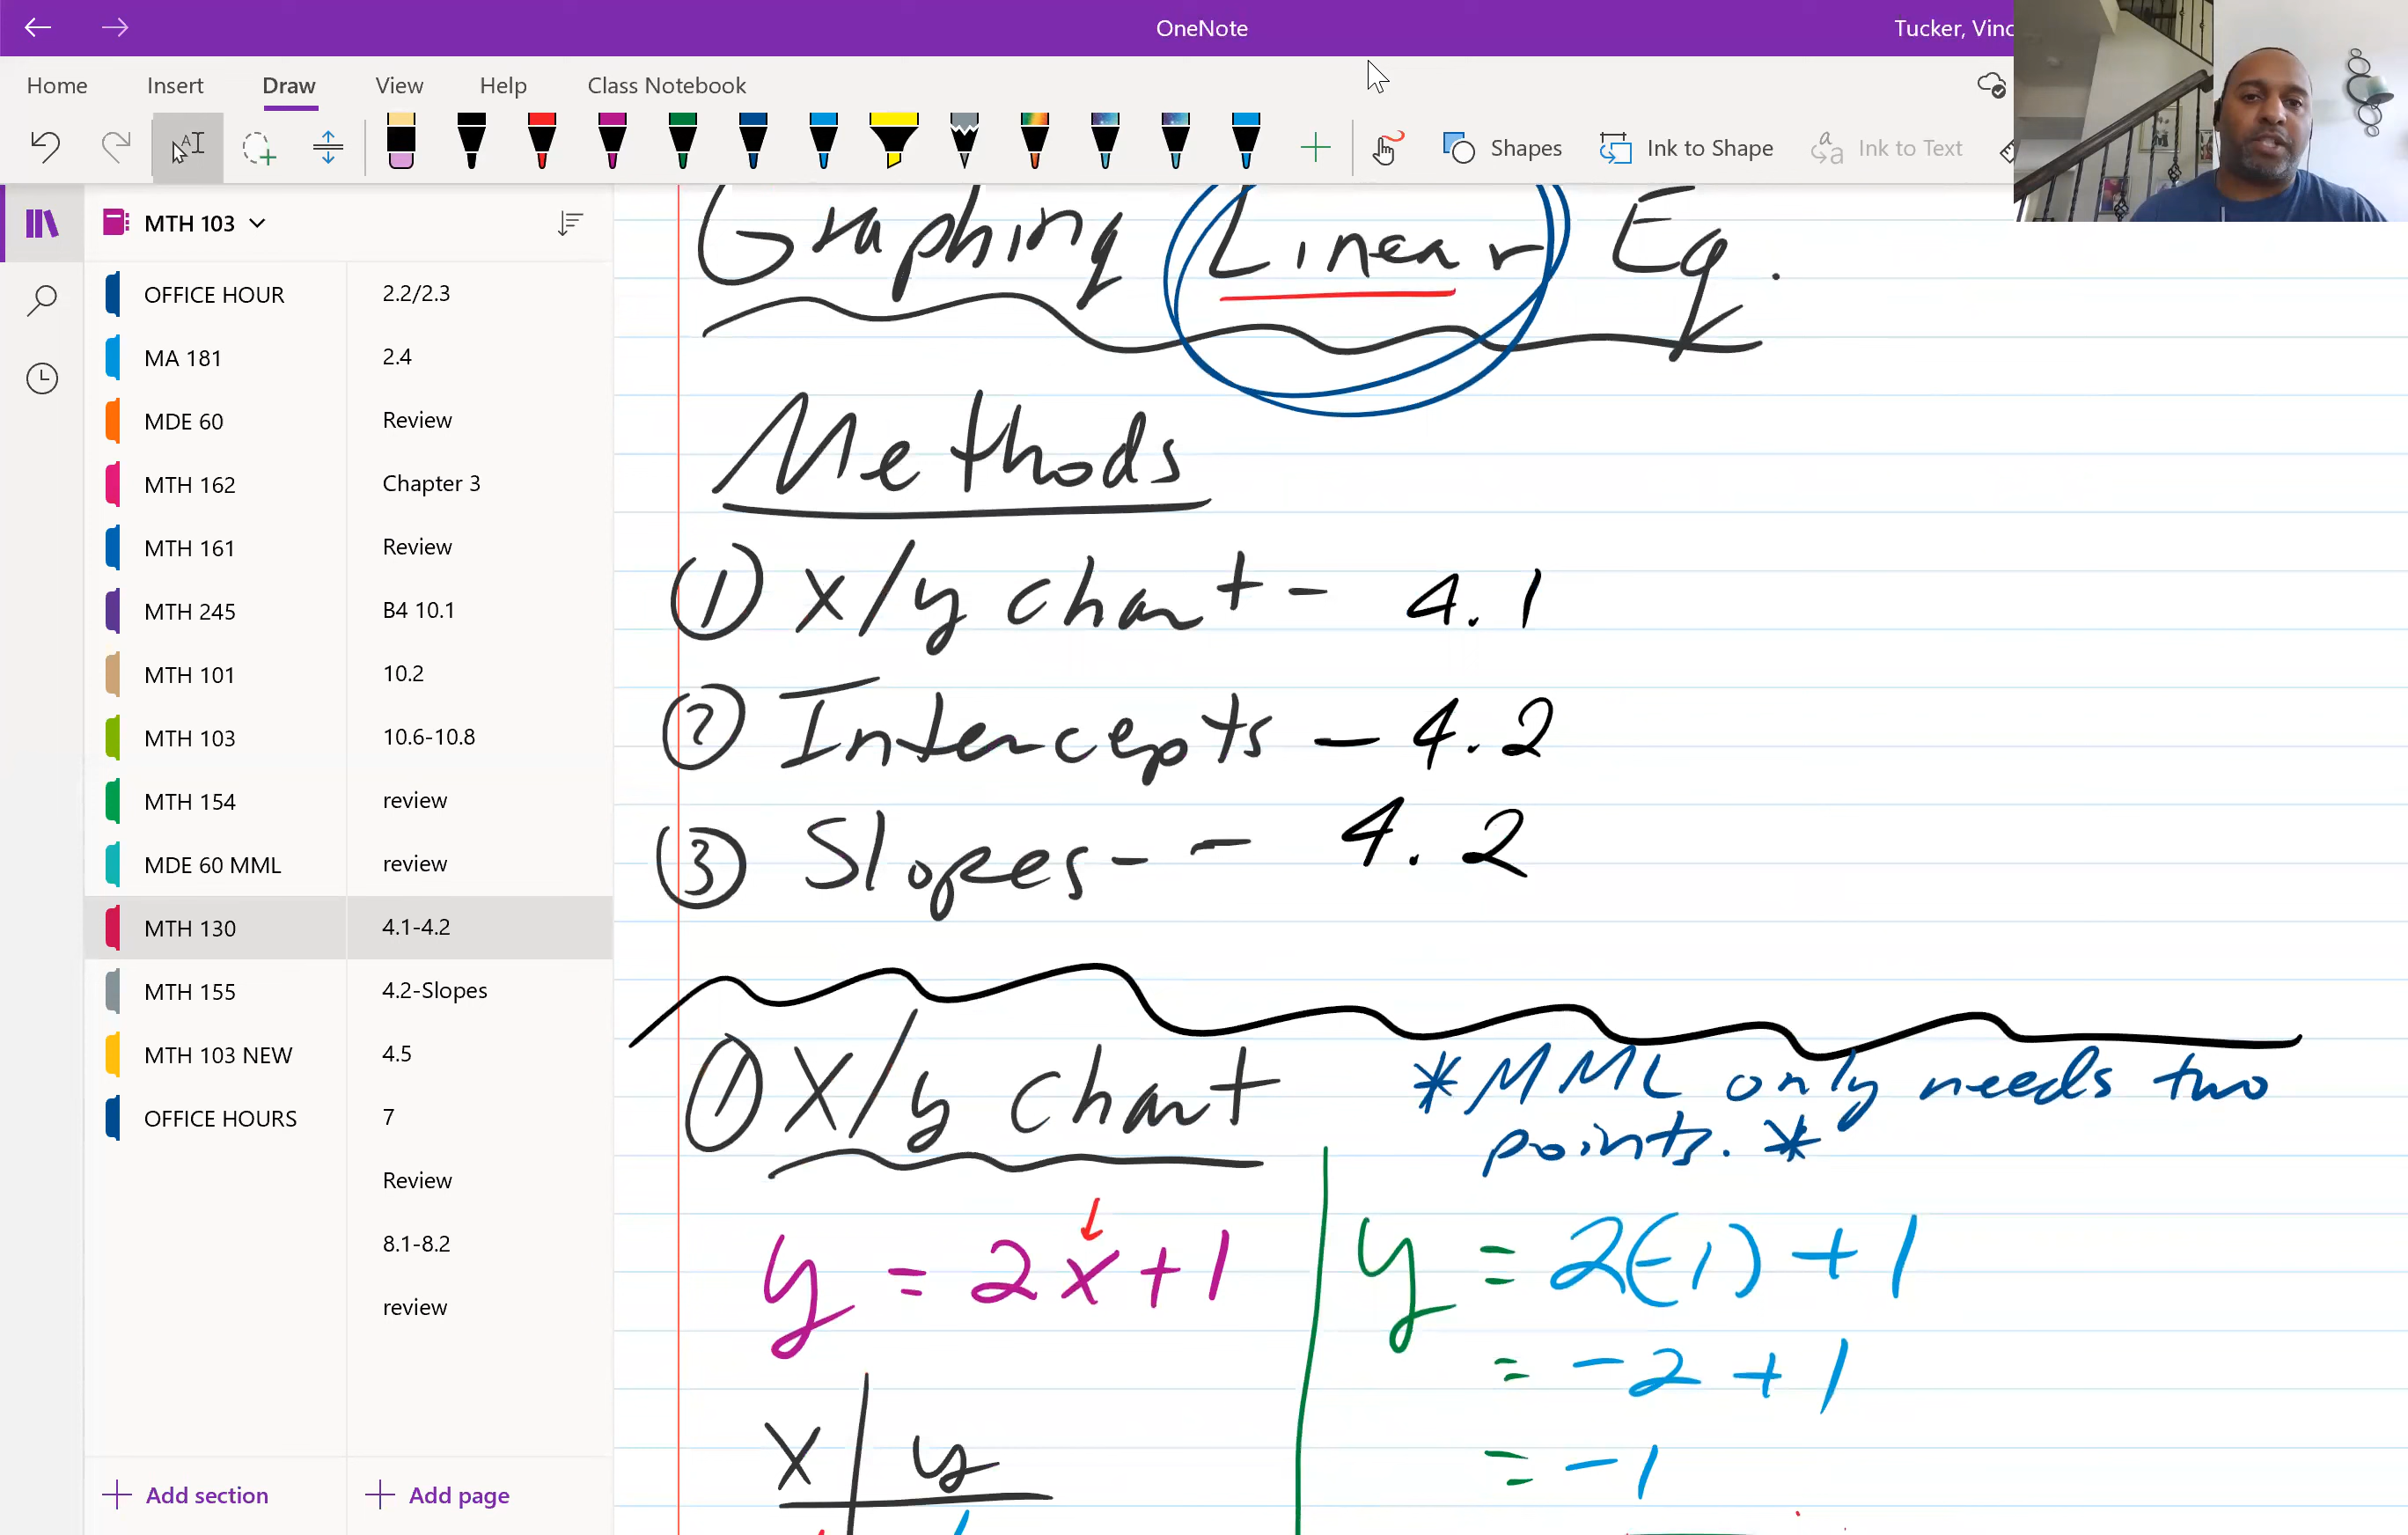 OneNote
Tucker, Vinc
Home Insert Draw View Help Class Notebook
Shapes Ink to Shape Ink to Text
MTH 103
OFFICE HOUR
MA 181
MDE 60
MTH 162
MTH 161
MTH 245
MTH 101
MTH 103
MTH 154
MDE 60 MML
MTH 130
MTH 155
MTH 103 NEW
OFFICE HOURS
Add section
2.2/2.3
2.4
Review
Chapter 3
Review
B4 10.1
10.2
10.6-10.8
review
review
4.1-4.2
4.2-Slopes
4.5
7
Review
8.1-8.2
review
Add page
Graphing Linear Eq.
Methods
① x/y chart - 4.1
② Intercepts - 4.2
③ Slopes - - 4.2
① X/y chart
* MML only needs two
points. *
y = 2x + 1
x | y
y = 2(-1) + 1
= -2 + 1
= -1